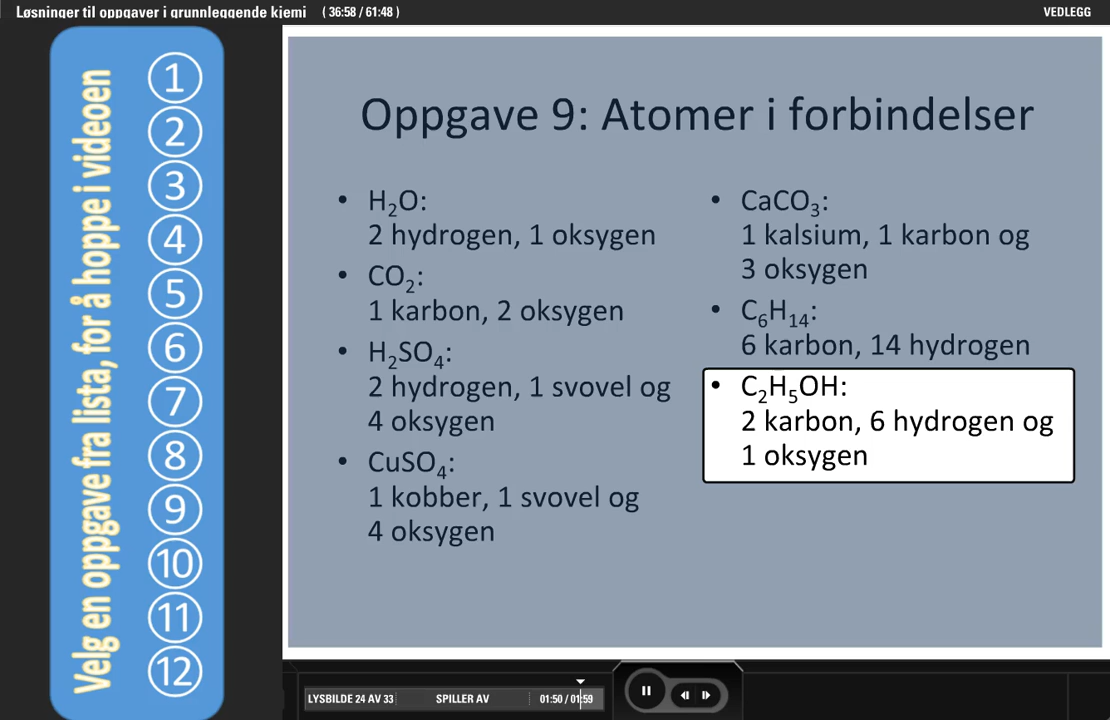 Løsninger til oppgaver i grunnleggende kjemi ( 36:58 / 61:48 )
VEDLEGG
Velg en oppgave fra lista, for å hoppe i videoen
1
2
3
4
5
6
7
8
9
10
11
12
Oppgave 9: Atomer i forbindelser
• H₂O:
2 hydrogen, 1 oksygen
• CO₂:
1 karbon, 2 oksygen
• H₂SO₄:
2 hydrogen, 1 svovel og
4 oksygen
• CuSO₄:
1 kobber, 1 svovel og
4 oksygen
• CaCO₃:
1 kalsium, 1 karbon og
3 oksygen
• C₆H₁₄:
6 karbon, 14 hydrogen
• C₂H₅OH:
2 karbon, 6 hydrogen og
1 oksygen
LYSBILDE 24 AV 33 SPILLER AV 01:50 / 01:59